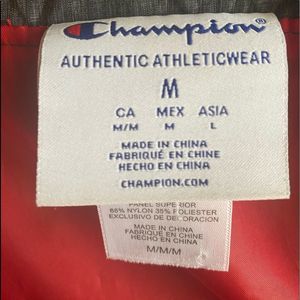 Champion
AUTHENTIC ATHLETICWEAR
M
CA MEX ASIA
M/M M L
MADE IN CHINA
FABRIQUÉ EN CHINE
HECHO EN CHINA
CHAMPION.COM
PANEL SUPERIOR
65% NYLON 35% POLIESTER
EXCLUSIVO DE DECORACION
MADE IN CHINA
FABRIQUÉ EN CHINE
HECHO EN CHINA
M/M/M